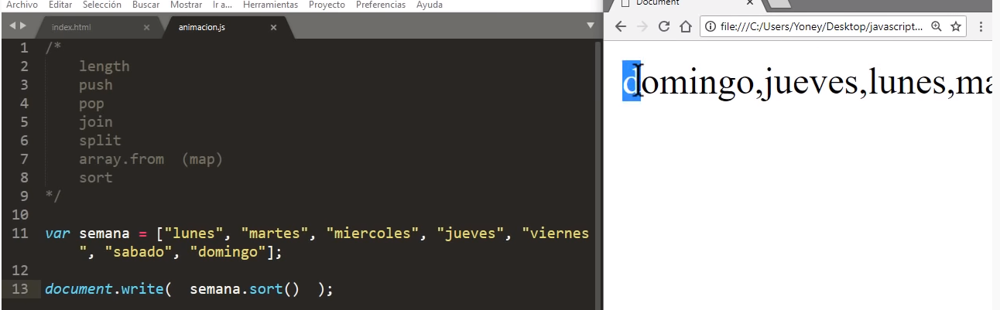 Archivo Editar Selección Buscar Mostrar Ir a... Herramientas Proyecto Preferencias Ayuda
index.html × animacion.js ×
1 /*
2 length
3 push
4 pop
5 join
6 split
7 array.from (map)
8 sort
9 */
10
11 var semana = ["lunes", "martes", "miercoles", "jueves", "viernes
", "sabado", "domingo"];
12
13 document.write( semana.sort() );
Document ×
file:///C:/Users/Yoney/Desktop/javascript...
domingo,jueves,lunes,ma